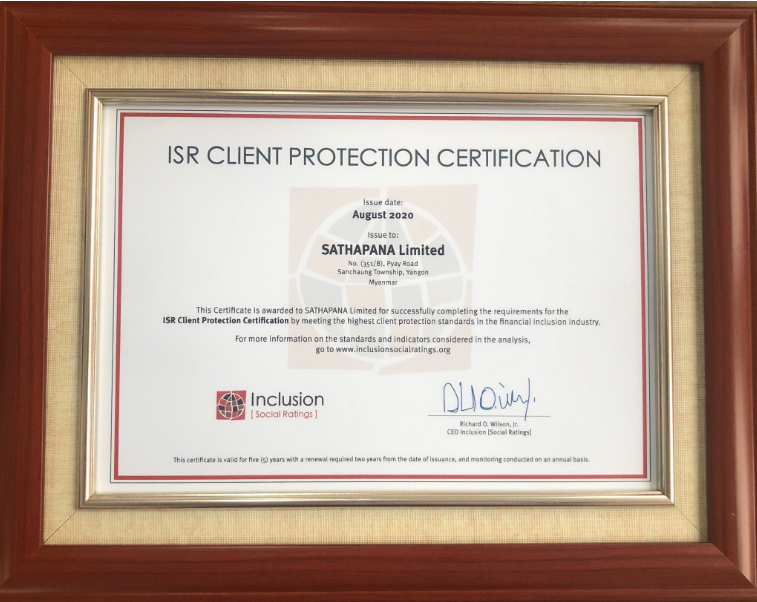 ISR CLIENT PROTECTION CERTIFICATION
Issue date:
August 2020
Issue to:
SATHAPANA Limited
No. (351/B), Pyay Road
Sanchaung Township, Yangon
Myanmar
This Certificate is awarded to SATHAPANA Limited for successfully completing the requirements for the
ISR Client Protection Certification by meeting the highest client protection standards in the financial inclusion industry.
For more information on the standards and indicators considered in the analysis,
go to www.inclusionsocialratings.org
Inclusion
[ Social Ratings ]
Richard O. Wilson, Jr.
CEO Inclusion [Social Ratings]
This certificate is valid for five (5) years with a renewal required two years from the date of issuance, and monitoring conducted on an annual basis.